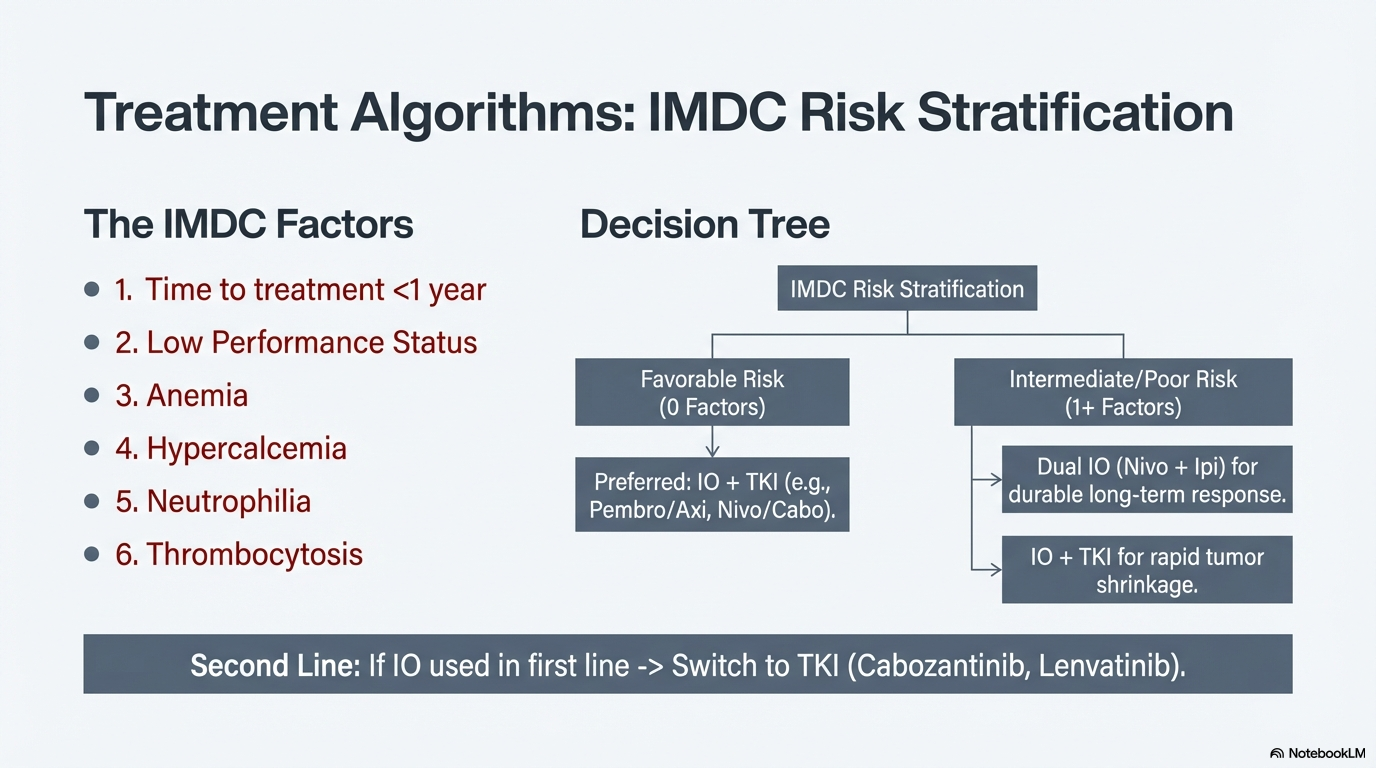 Treatment Algorithms: IMDC Risk Stratification
The IMDC Factors
1. Time to treatment <1 year
2. Low Performance Status
3. Anemia
4. Hypercalcemia
5. Neutrophilia
6. Thrombocytosis
Decision Tree
IMDC Risk Stratification
Favorable Risk
(0 Factors)
Preferred: IO + TKI (e.g.,
Pembro/Axi, Nivo/Cabo).
Intermediate/Poor Risk
(1+ Factors)
Dual IO (Nivo + Ipi) for
durable long-term response.
IO + TKI for rapid tumor
shrinkage.
Second Line: If IO used in first line -> Switch to TKI (Cabozantinib, Lenvatinib).
NotebookLM